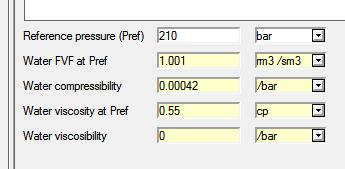 Reference pressure (Pref) 210 bar
Water FVF at Pref 1.001 rm3 /sm3
Water compressibility 0.00042 /bar
Water viscosity at Pref 0.55 cp
Water viscosibility 0 /bar